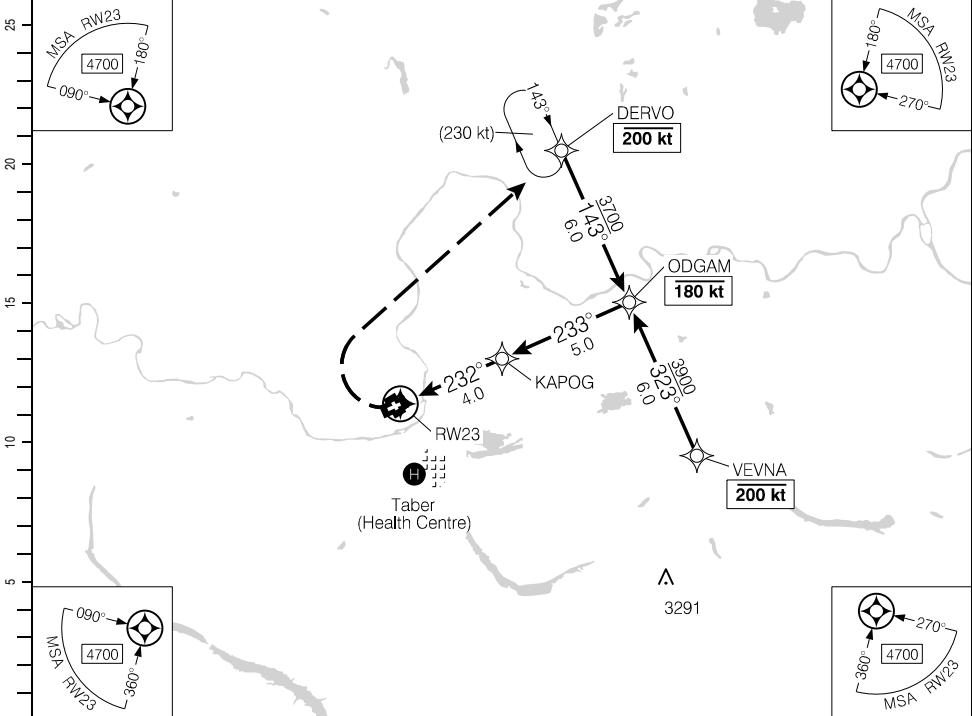 25
20
15
10
5
MSA RW23
4700
180°
090°
MSA RW23
4700
180°
270°
143°
(230 kt)
DERVO
200 kt
3700
143°
6.0
ODGAM
180 kt
233°
5.0
KAPOG
232°
4.0
RW23
3900
323°
6.0
VEVNA
200 kt
H
Taber
(Health Centre)
3291
090°
4700
360°
MSA RW23
270°
4700
360°
MSA RW23